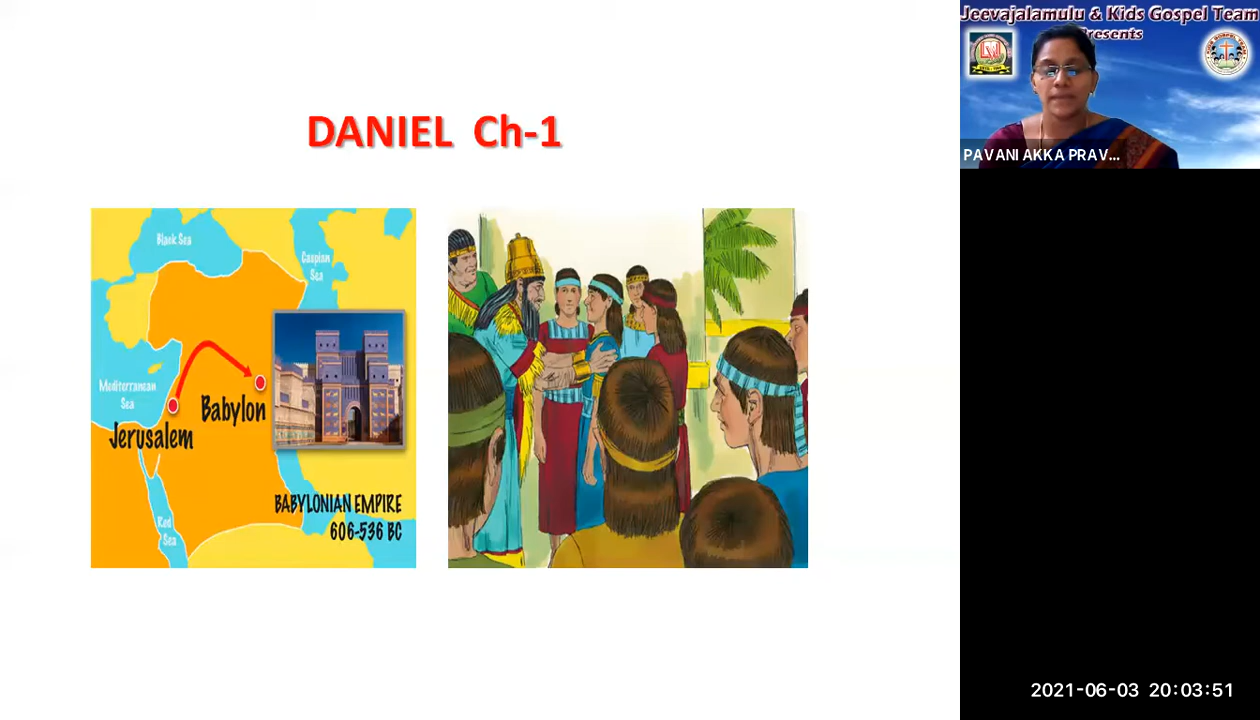 DANIEL Ch-1
Black Sea
Caspian
Sea
Mediterranean
Sea
Babylon
Jerusalem
BABYLONIAN EMPIRE
606-536 BC
Red
Sea
Jeevajalamulu & Kids Gospel Team
Presents
PAVANI AKKA PRAV...
2021-06-03 20:03:51